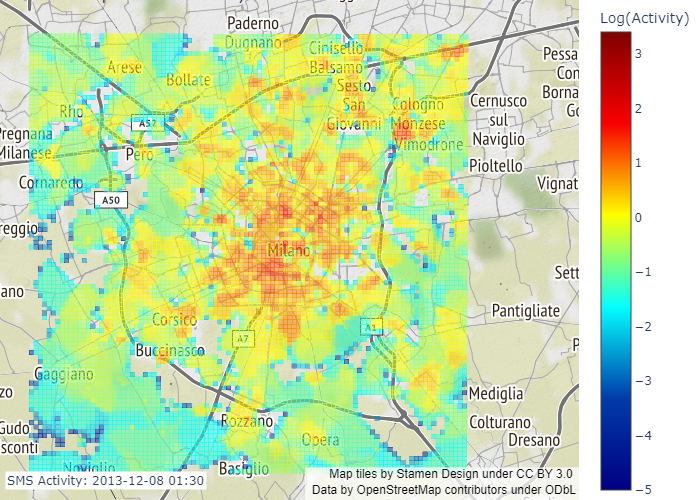 Log(Activity)
Paderno
Dugnano
Cinisello
Balsamo
Arese
Bollate
Sesto
San
Giovanni
Rho
A52
Cologno
Monzese
Vimodrone
Cernusco
sul
Naviglio
Pessa
Con
Borna
Go
Pregnana
Milanese
Pero
Pioltello
Cornaredo
A50
Vignat
reggio
Milano
Sett
ano
Pantigliate
Corsico
A7
A1
Buccinasco
P
Gaggiano
Mediglia
zo
Rozzano
Colturano
Gudo
sconti
Opera
Dresano
Noviglio
Basiglio
SMS Activity: 2013-12-08 01:30
Map tiles by Stamen Design under CC BY 3.0
Data by OpenStreetMap contributors under ODbL
3
2
1
0
−1
−2
−3
−4
−5